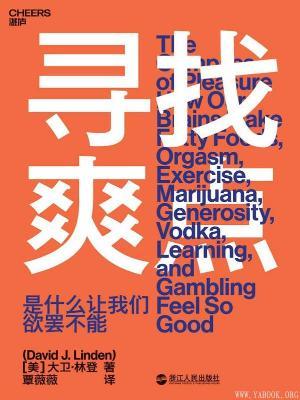 CHEERS
湛庐
寻找
爽点
The
of Pleasure
Our
Fatty Foods,
Orgasm,
Exercise,
Marijuana,
Generosity,
Vodka,
Learning,
and
Gambling
Feel So
Good
是什么让我们
欲罢不能
(David J. Linden)
[美] 大卫·林登 著
覃薇薇 译
浙江人民出版社
WWW.YABOOK.ORG